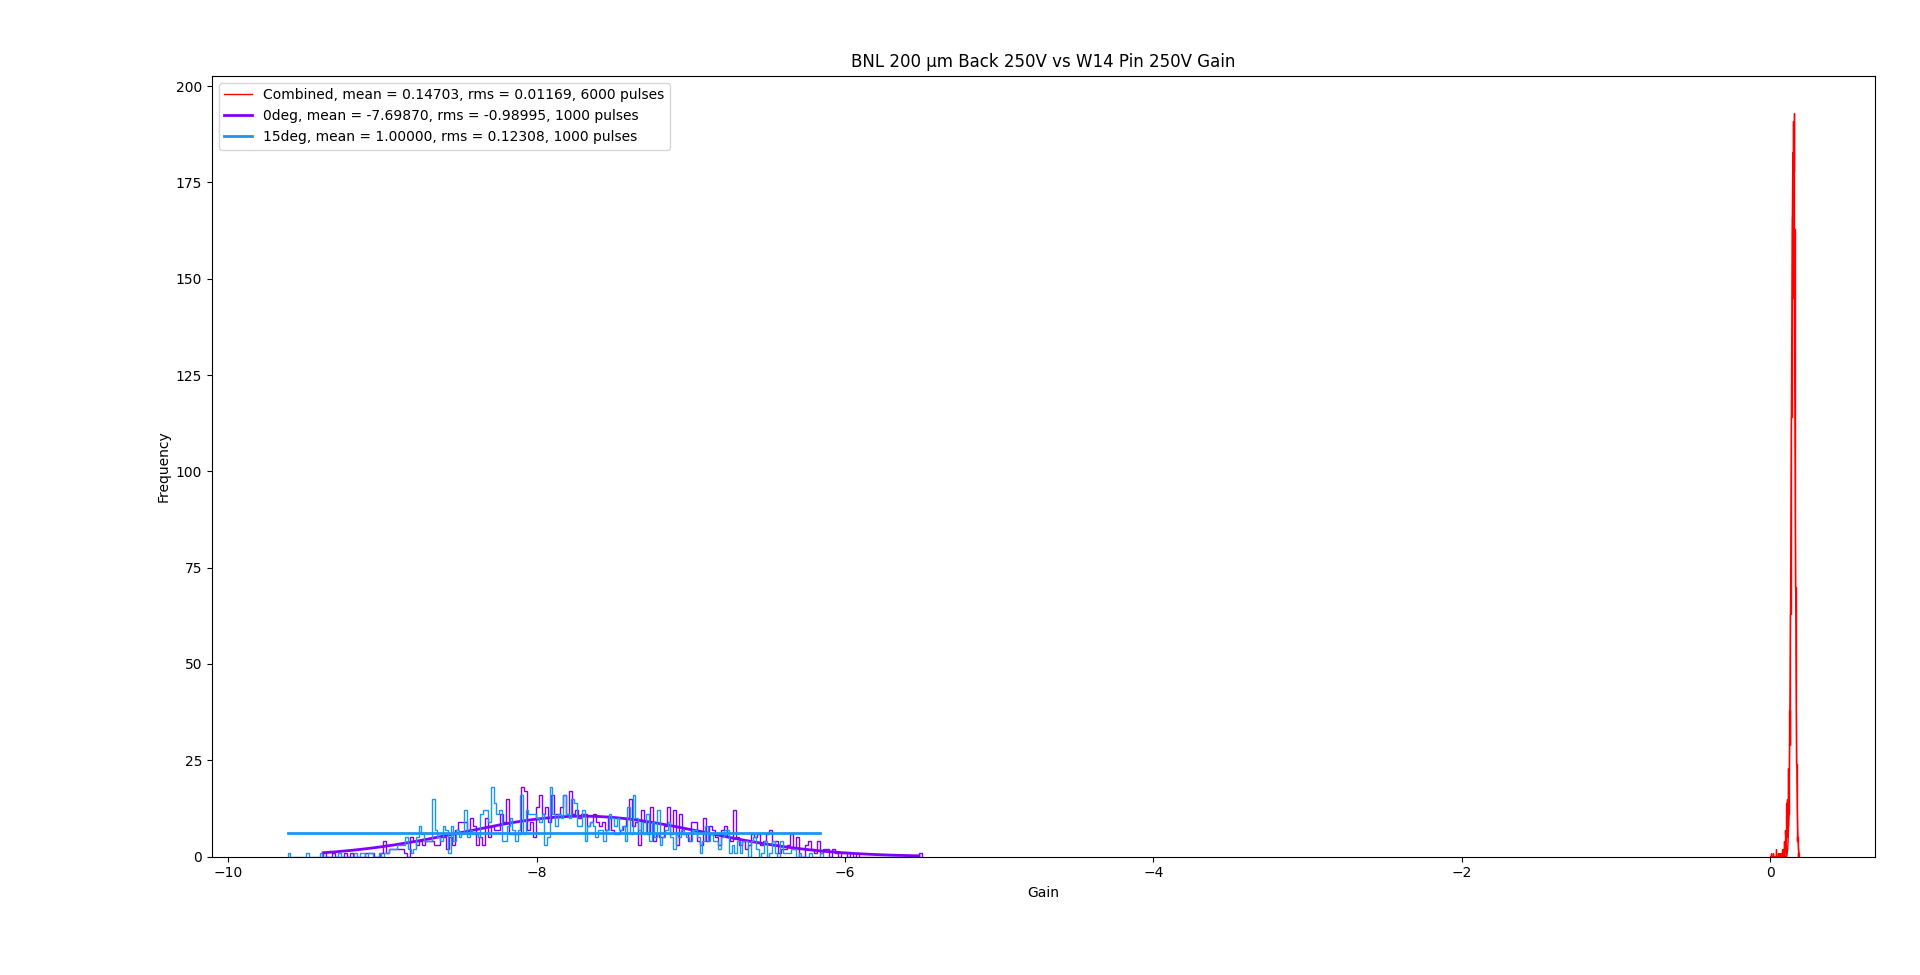 BNL 200 μm Back 250V vs W14 Pin 250V Gain
Combined, mean = 0.14703, rms = 0.01169, 6000 pulses
0deg, mean = -7.69870, rms = -0.98995, 1000 pulses
15deg, mean = 1.00000, rms = 0.12308, 1000 pulses
200
175
150
125
100
75
50
25
0
Frequency
−10
−8
−6
−4
−2
0
Gain